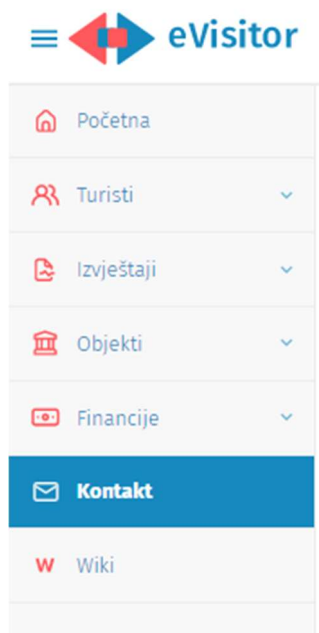 eVisitor
Početna
Turisti
Izvještaji
Objekti
Financije
Kontakt
W Wiki